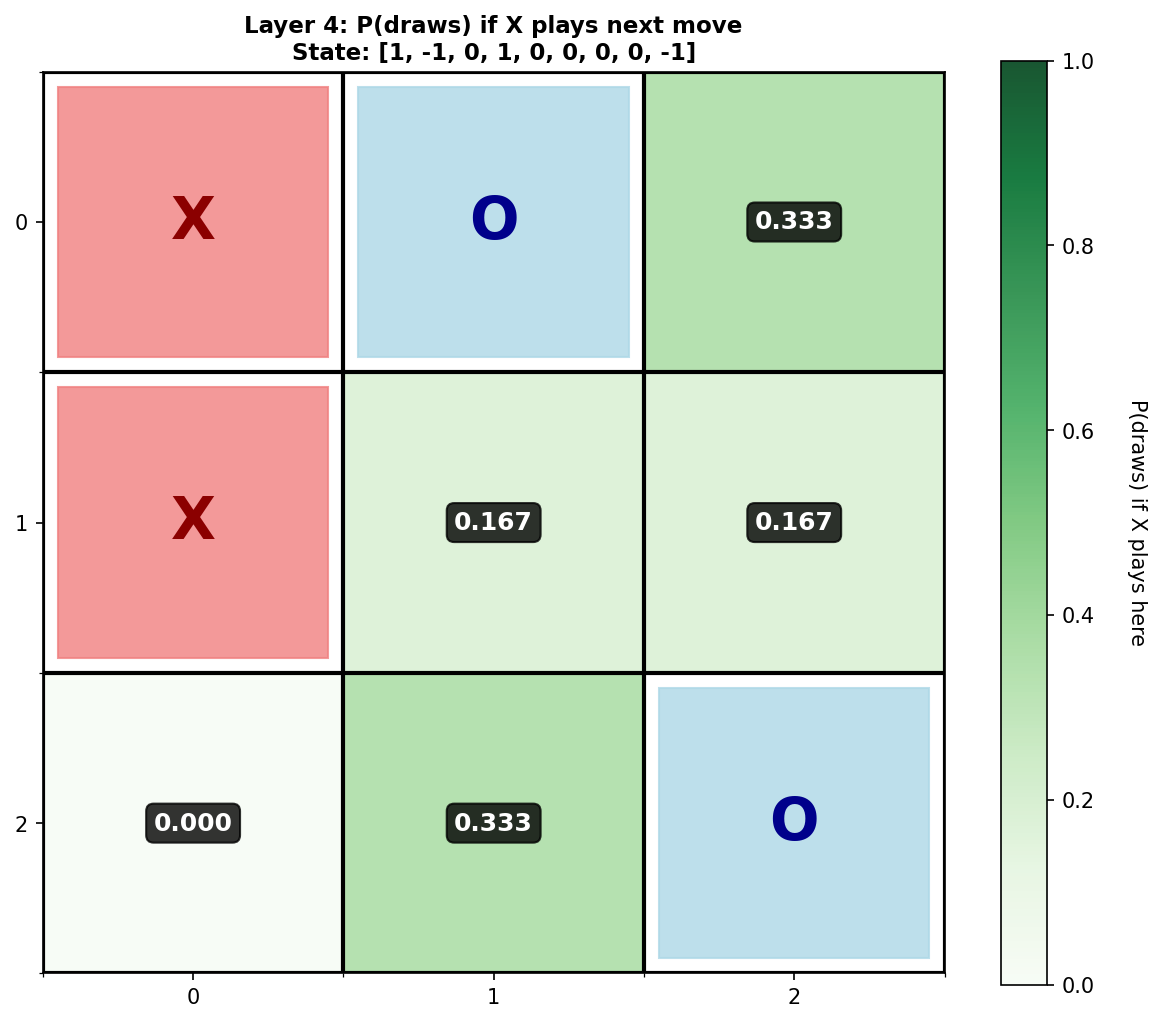 Layer 4: P(draws) if X plays next move
State: [1, -1, 0, 1, 0, 0, 0, 0, -1]
0
X
O
0.333
1
X
0.167
0.167
2
0.000
0.333
O
0
1
2
1.0
0.8
0.6
0.4
0.2
0.0
P(draws) if X plays here